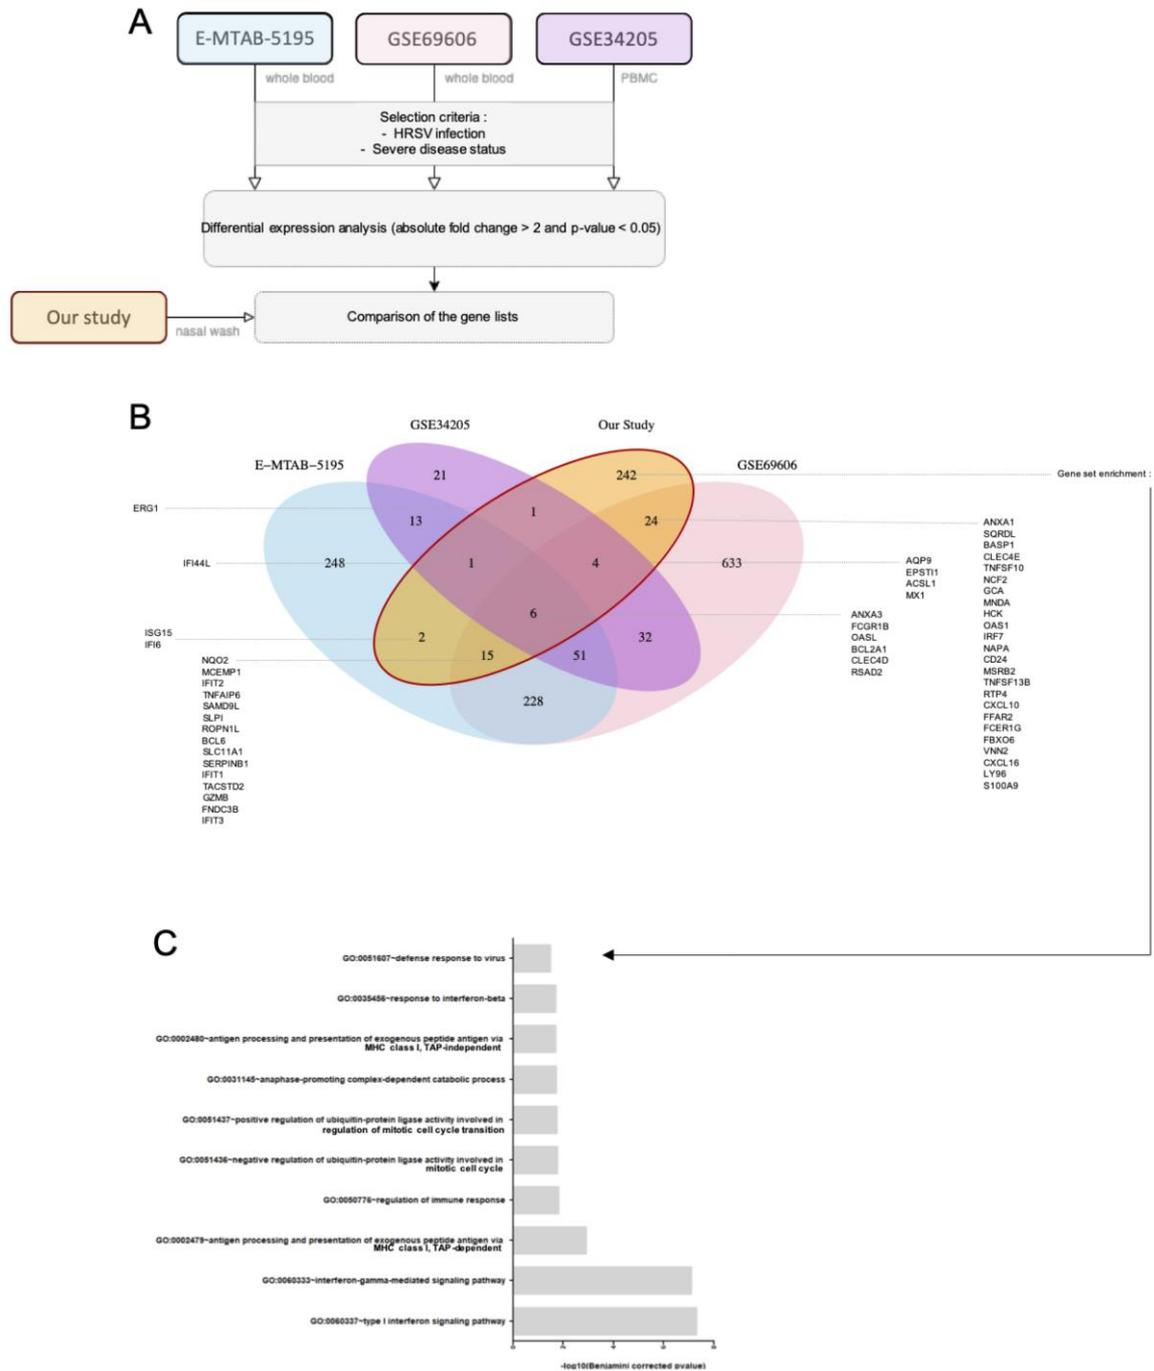 A
E-MTAB-5195
GSE69606
GSE34205
whole blood
whole blood
PBMC
Selection criteria :
- HRSV infection
- Severe disease status
Differential expression analysis (absolute fold change > 2 and p-value < 0.05)
Our study
nasal wash
Comparison of the gene lists
B
GSE34205
Our Study
E-MTAB-5195
GSE69606
21
242
Gene set enrichment :
ERG1
13
1
24
IFI44L
248
1
4
633
6
ISG15
IFI6
2
15
51
32
228
NQO2
MCEMP1
IFIT2
TNFAIP6
SAMD9L
SLPI
ROPN1L
BCL6
SLC11A1
SERPINB1
IFIT1
TACSTD2
GZMB
FNDC3B
IFIT3
ANXA3
FCGR1B
OASL
BCL2A1
CLEC4D
RSAD2
AQP9
EPSTI1
ACSL1
MX1
ANXA1
SQRDL
BASP1
CLEC4E
TNFSF10
NCF2
GCA
MNDA
HCK
OAS1
IRF7
NAPA
CD24
MSRB2
TNFSF13B
RTP4
CXCL10
FFAR2
FCER1G
FBXO6
VNN2
CXCL16
LY96
S100A9
C
GO:0051607~defense response to virus
GO:0035456~response to interferon-beta
GO:0002480~antigen processing and presentation of exogenous peptide antigen via
MHC class I, TAP-independent
GO:0031145~anaphase-promoting complex-dependent catabolic process
GO:0051437~positive regulation of ubiquitin-protein ligase activity involved in
regulation of mitotic cell cycle transition
GO:0051436~negative regulation of ubiquitin-protein ligase activity involved in
mitotic cell cycle
GO:0050776~regulation of immune response
GO:0002479~antigen processing and presentation of exogenous peptide antigen via
MHC class I, TAP-dependent
GO:0060333~interferon-gamma-mediated signaling pathway
GO:0060337~type I interferon signaling pathway
0 2 4 6 8
-log10(Benjamini corrected pvalue)